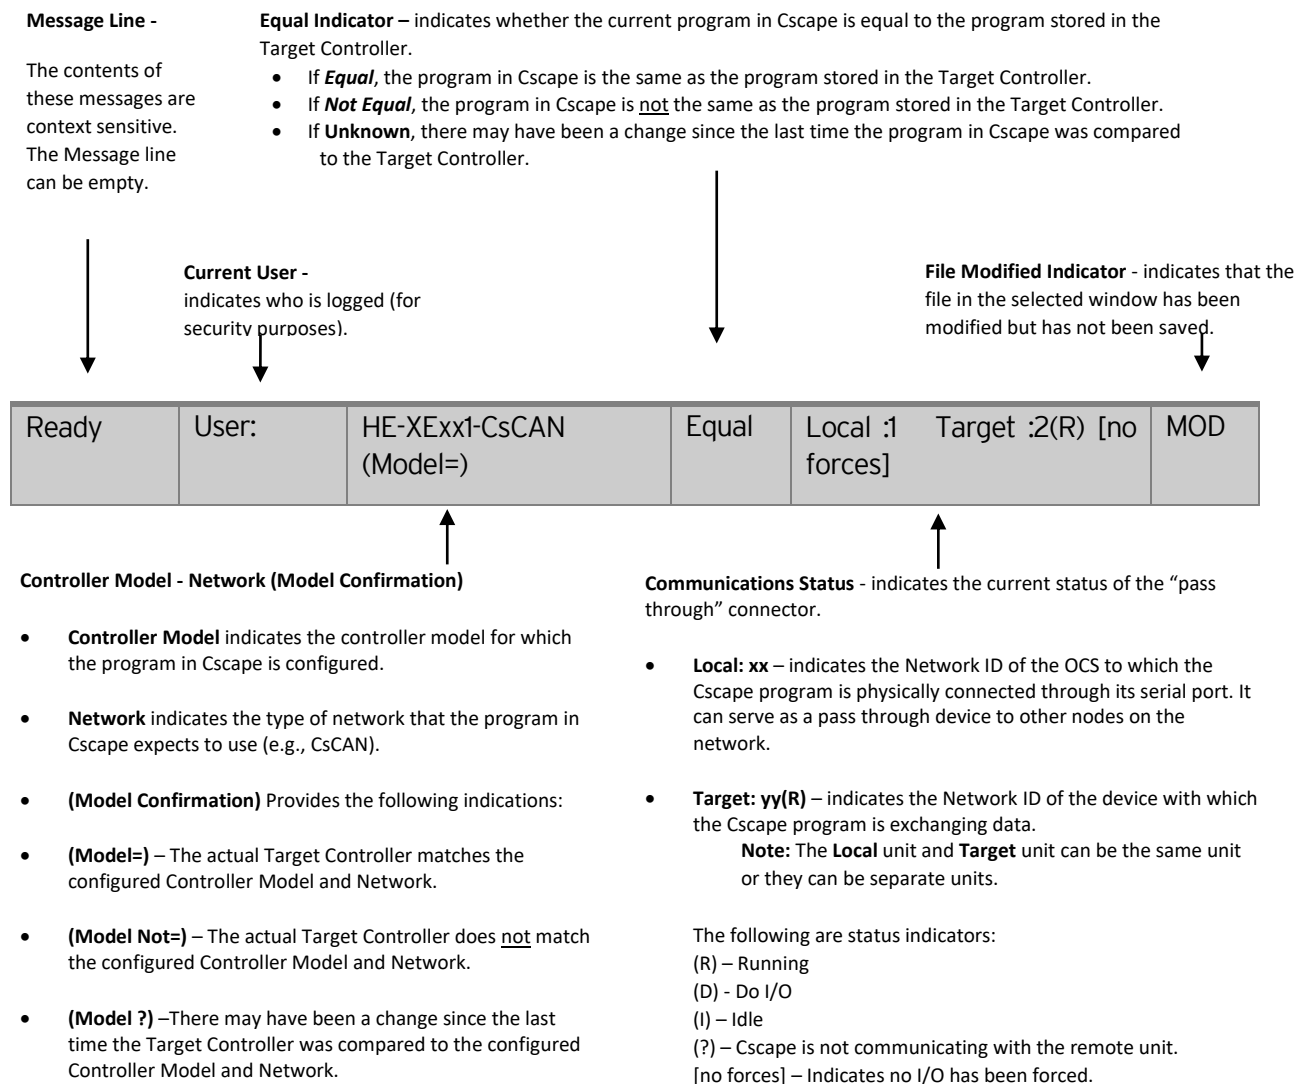 Message Line -
The contents of
these messages are
context sensitive.
The Message line
can be empty.
Equal Indicator – indicates whether the current program in Cscape is equal to the program stored in the
Target Controller.
• If Equal, the program in Cscape is the same as the program stored in the Target Controller.
• If Not Equal, the program in Cscape is not the same as the program stored in the Target Controller.
• If Unknown, there may have been a change since the last time the program in Cscape was compared
to the Target Controller.
Current User -
indicates who is logged (for
security purposes).
File Modified Indicator - indicates that the
file in the selected window has been
modified but has not been saved.
Ready
User:
HE-XExx1-CsCAN
(Model=)
Equal
Local :1 Target :2(R) [no
forces]
MOD
Controller Model - Network (Model Confirmation)
• Controller Model indicates the controller model for which
the program in Cscape is configured.
• Network indicates the type of network that the program in
Cscape expects to use (e.g., CsCAN).
• (Model Confirmation) Provides the following indications:
• (Model=) – The actual Target Controller matches the
configured Controller Model and Network.
• (Model Not=) – The actual Target Controller does not match
the configured Controller Model and Network.
• (Model ?) –There may have been a change since the last
time the Target Controller was compared to the configured
Controller Model and Network.
Communications Status - indicates the current status of the “pass
through” connector.
• Local: xx – indicates the Network ID of the OCS to which the
Cscape program is physically connected through its serial port. It
can serve as a pass through device to other nodes on the
network.
• Target: yy(R) – indicates the Network ID of the device with which
the Cscape program is exchanging data.
Note: The Local unit and Target unit can be the same unit
or they can be separate units.
The following are status indicators:
(R) – Running
(D) - Do I/O
(I) – Idle
(?) – Cscape is not communicating with the remote unit.
[no forces] – Indicates no I/O has been forced.